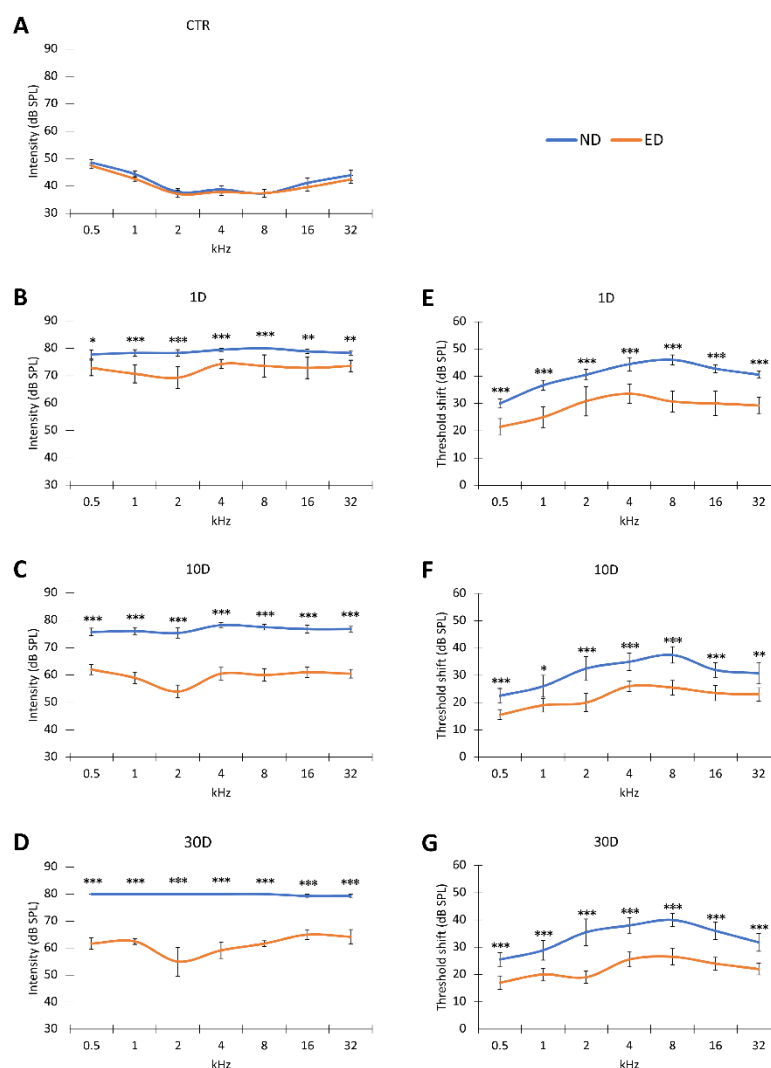 A
CTR
Intensity (dB SPL)
90
80
70
60
50
40
30
0.5 1 2 4 8 16 32
kHz
ND ED
B
1D
Intensity (dB SPL)
90
80
70
60
50
40
30
* *** *** *** *** ** **
0.5 1 2 4 8 16 32
kHz
E
1D
Threshold shift (dB SPL)
60
50
40
30
20
10
0
*** *** *** *** *** *** ***
0.5 1 2 4 8 16 32
kHz
C
10D
Intensity (dB SPL)
90
80
70
60
50
40
30
*** *** *** *** *** *** ***
0.5 1 2 4 8 16 32
kHz
F
10D
Threshold shift (dB SPL)
60
50
40
30
20
10
0
*** * *** *** *** *** **
0.5 1 2 4 8 16 32
kHz
D
30D
Intensity (dB SPL)
90
80
70
60
50
40
30
*** *** *** *** *** *** ***
0.5 1 2 4 8 16 32
kHz
G
30D
Threshold shift (dB SPL)
60
50
40
30
20
10
0
*** *** *** *** *** *** ***
0.5 1 2 4 8 16 32
kHz